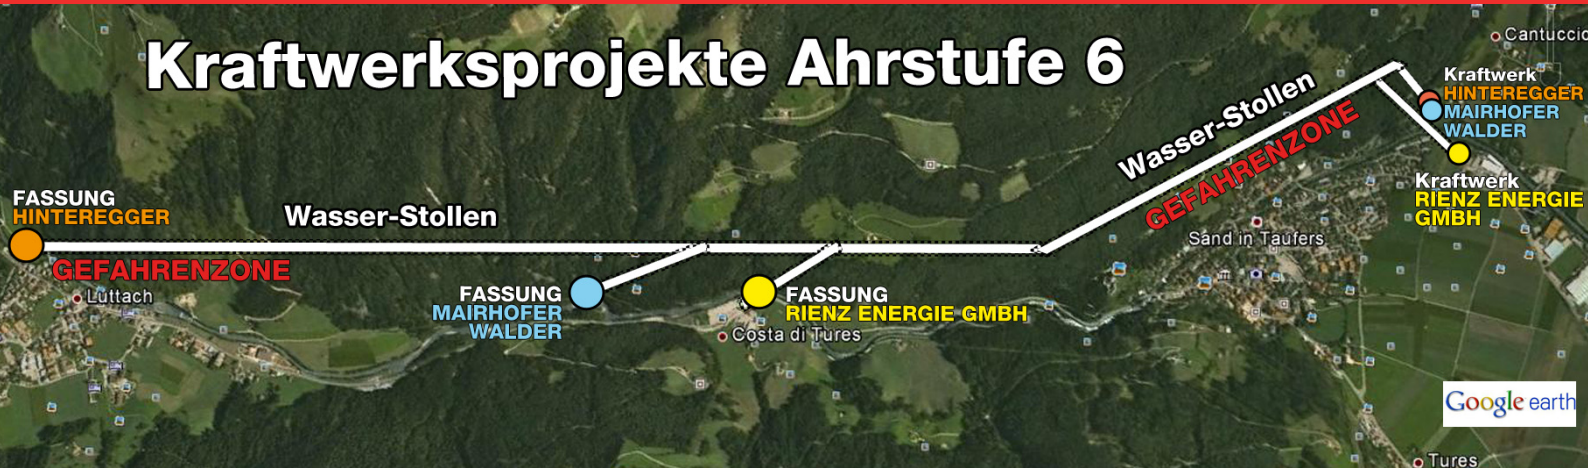 Kraftwerksprojekte Ahrstufe 6
Cantuccio
Kraftwerk
HINTEREGGER
MAIRHOFER
WALDER
Wasser-Stollen
GEFAHRENZONE
Kraftwerk
RIENZ ENERGIE
GMBH
FASSUNG
HINTEREGGER
Wasser-Stollen
GEFAHRENZONE
Sand in Taufers
Luttach
FASSUNG
MAIRHOFER
WALDER
FASSUNG
RIENZ ENERGIE GMBH
Costa di Tures
Google earth
Tures